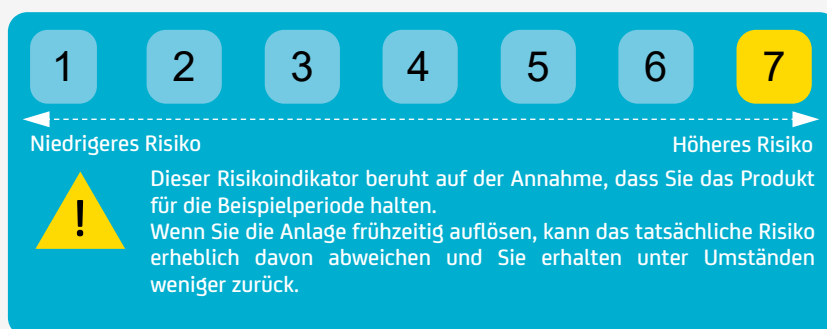 1 2 3 4 5 6 7
Niedrigeres Risiko Höheres Risiko
! Dieser Risikoindikator beruht auf der Annahme, dass Sie das Produkt
für die Beispielperiode halten.
Wenn Sie die Anlage frühzeitig auflösen, kann das tatsächliche Risiko
erheblich davon abweichen und Sie erhalten unter Umständen
weniger zurück.